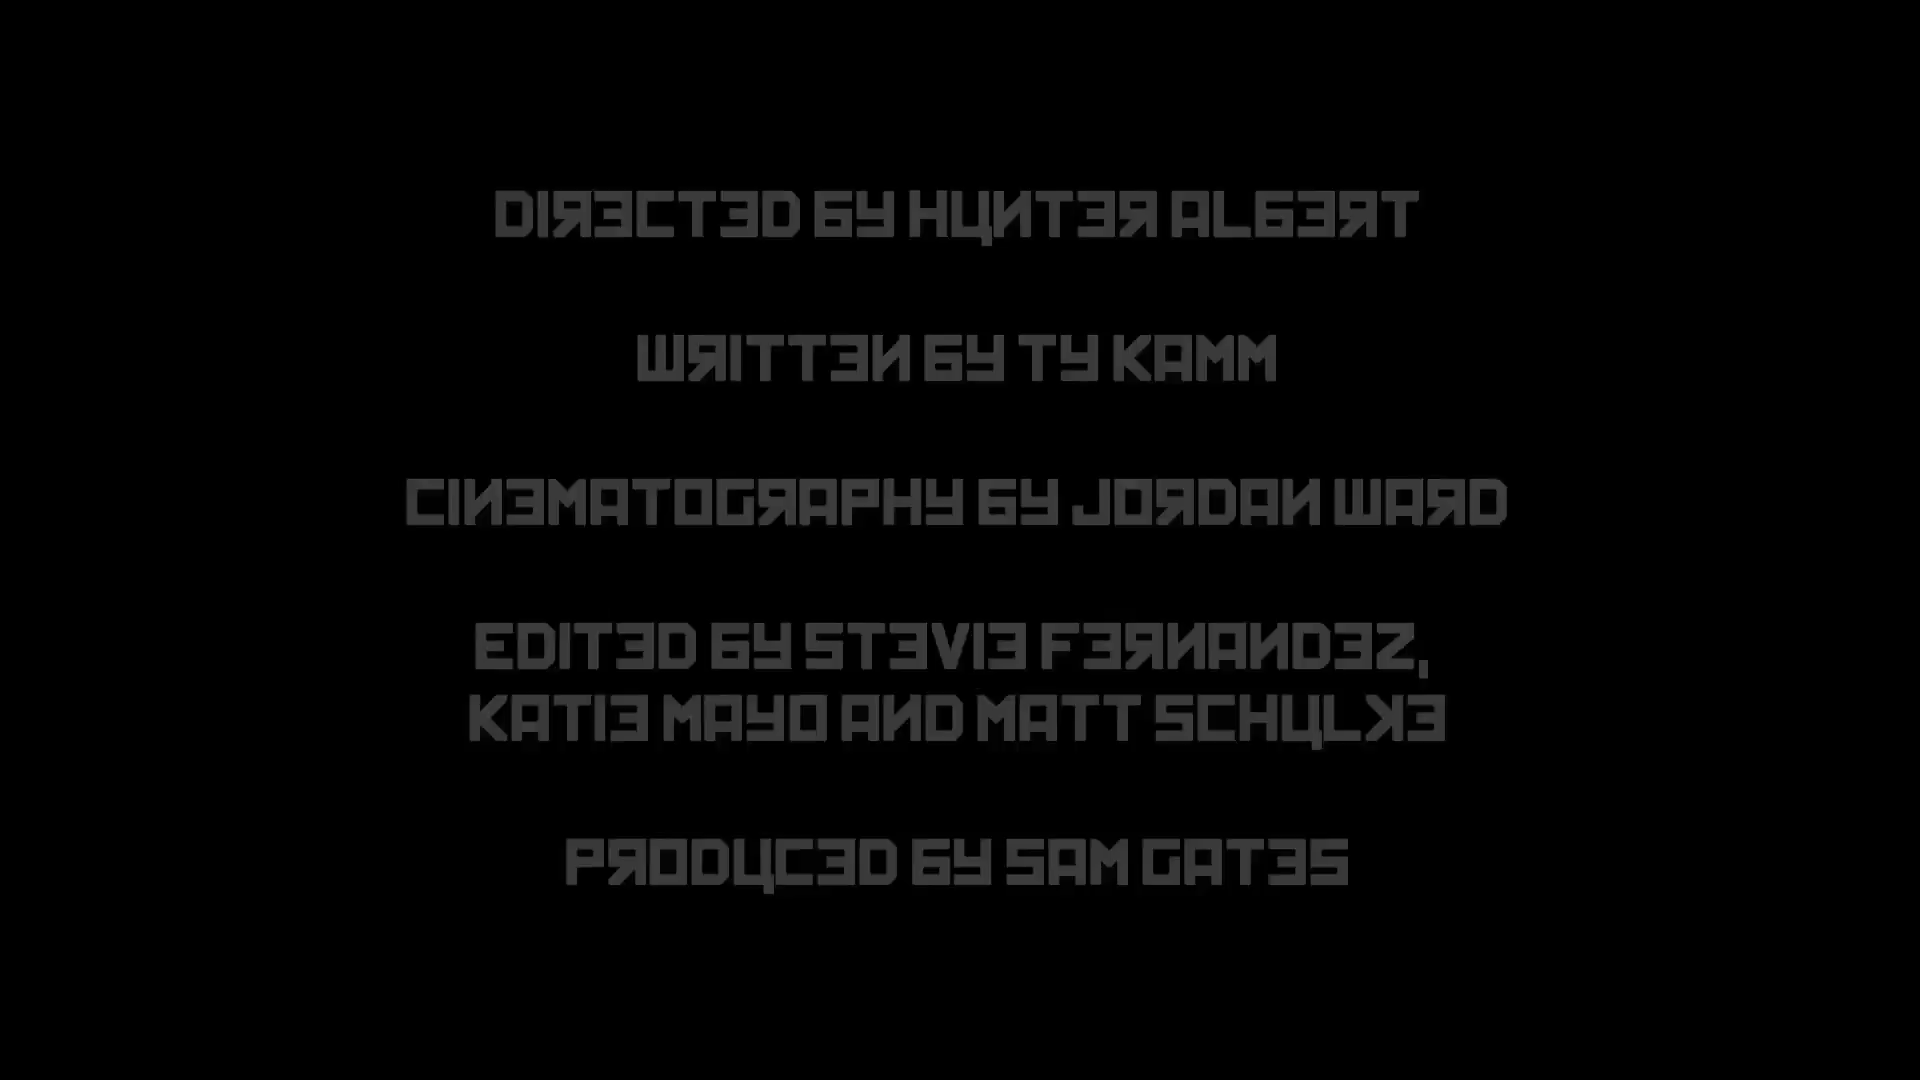 DIRECTED BY HUNTER ALBERT
WRITTEN BY TY KAMM
CINEMATOGRAPHY BY JORDAN WARD
EDITED BY STEVIE FERNANDEZ,
KATIE MAYO AND MATT SCHULKE
PRODUCED BY SAM GATES